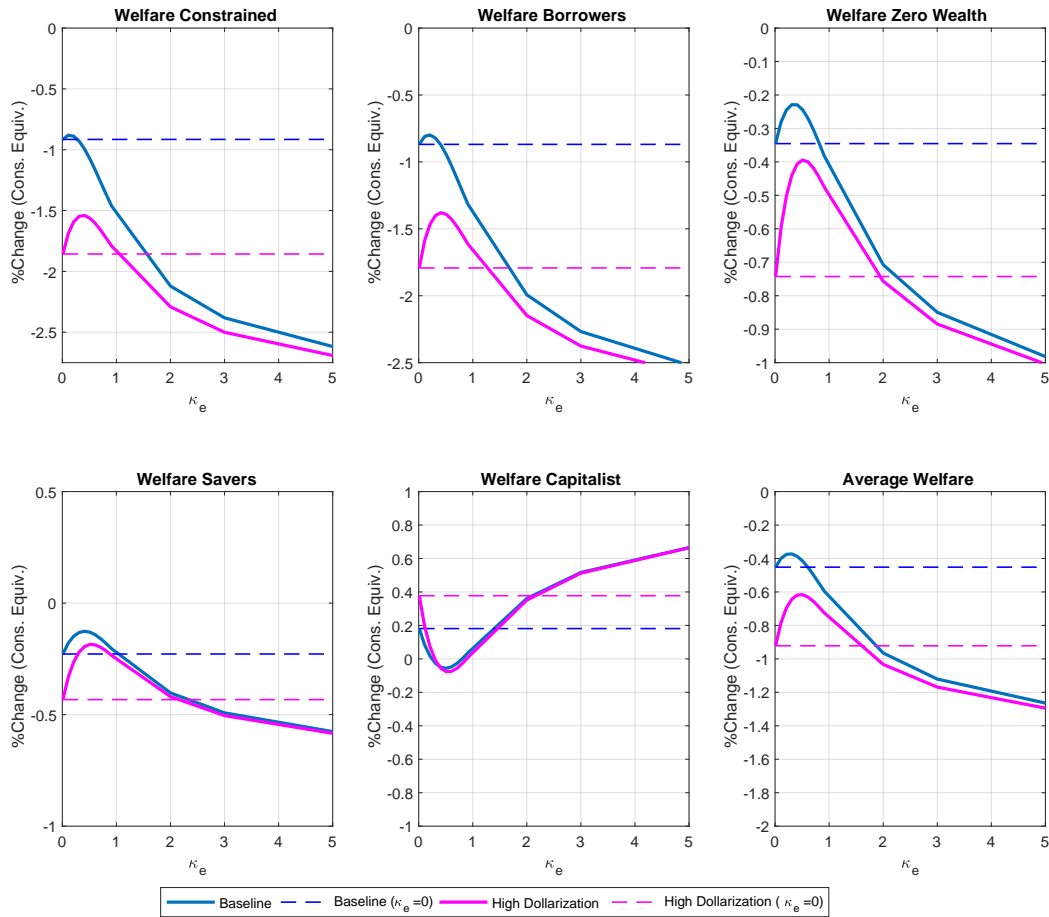 Welfare Constrained
0
-0.5
-1
-1.5
-2
-2.5
%Change (Cons. Equiv.)
0 1 2 3 4 5
κ_e
Welfare Borrowers
0
-0.5
-1
-1.5
-2
-2.5
%Change (Cons. Equiv.)
0 1 2 3 4 5
κ_e
Welfare Zero Wealth
0
-0.1
-0.2
-0.3
-0.4
-0.5
-0.6
-0.7
-0.8
-0.9
-1
%Change (Cons. Equiv.)
0 1 2 3 4 5
κ_e
Welfare Savers
0.5
0
-0.5
-1
%Change (Cons. Equiv.)
0 1 2 3 4 5
κ_e
Welfare Capitalist
1
0.8
0.6
0.4
0.2
0
-0.2
-0.4
-0.6
-0.8
-1
%Change (Cons. Equiv.)
0 1 2 3 4 5
κ_e
Average Welfare
0
-0.2
-0.4
-0.6
-0.8
-1
-1.2
-1.4
-1.6
-1.8
-2
%Change (Cons. Equiv.)
0 1 2 3 4 5
κ_e
Baseline Baseline (κ_e=0) High Dollarization High Dollarization ( κ_e=0)